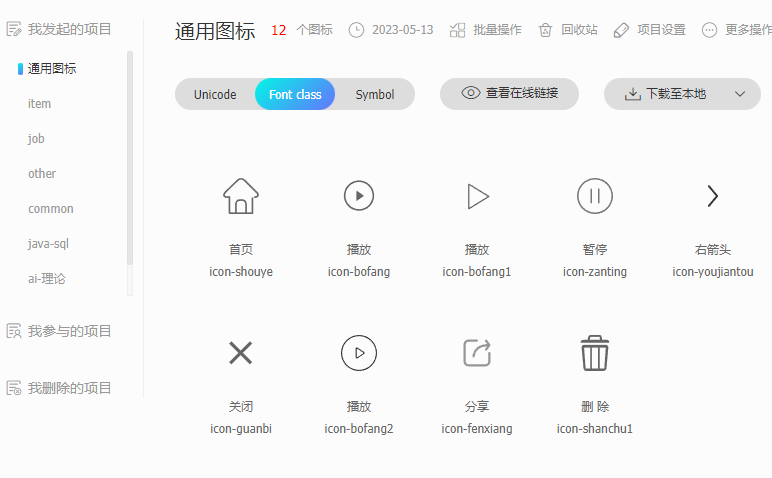 我发起的项目
通用图标
item
job
other
common
java-sql
ai-理论
我参与的项目
我删除的项目
通用图标 12 个图标 2023-05-13 批量操作 回收站 项目设置 更多操作
Unicode Font class Symbol 查看在线链接 下载至本地
首页 播放 播放 暂停 右箭头
icon-shouye icon-bofang icon-bofang1 icon-zanting icon-youjiantou
关闭 播放 分享 删 除
icon-guanbi icon-bofang2 icon-fenxiang icon-shanchu1